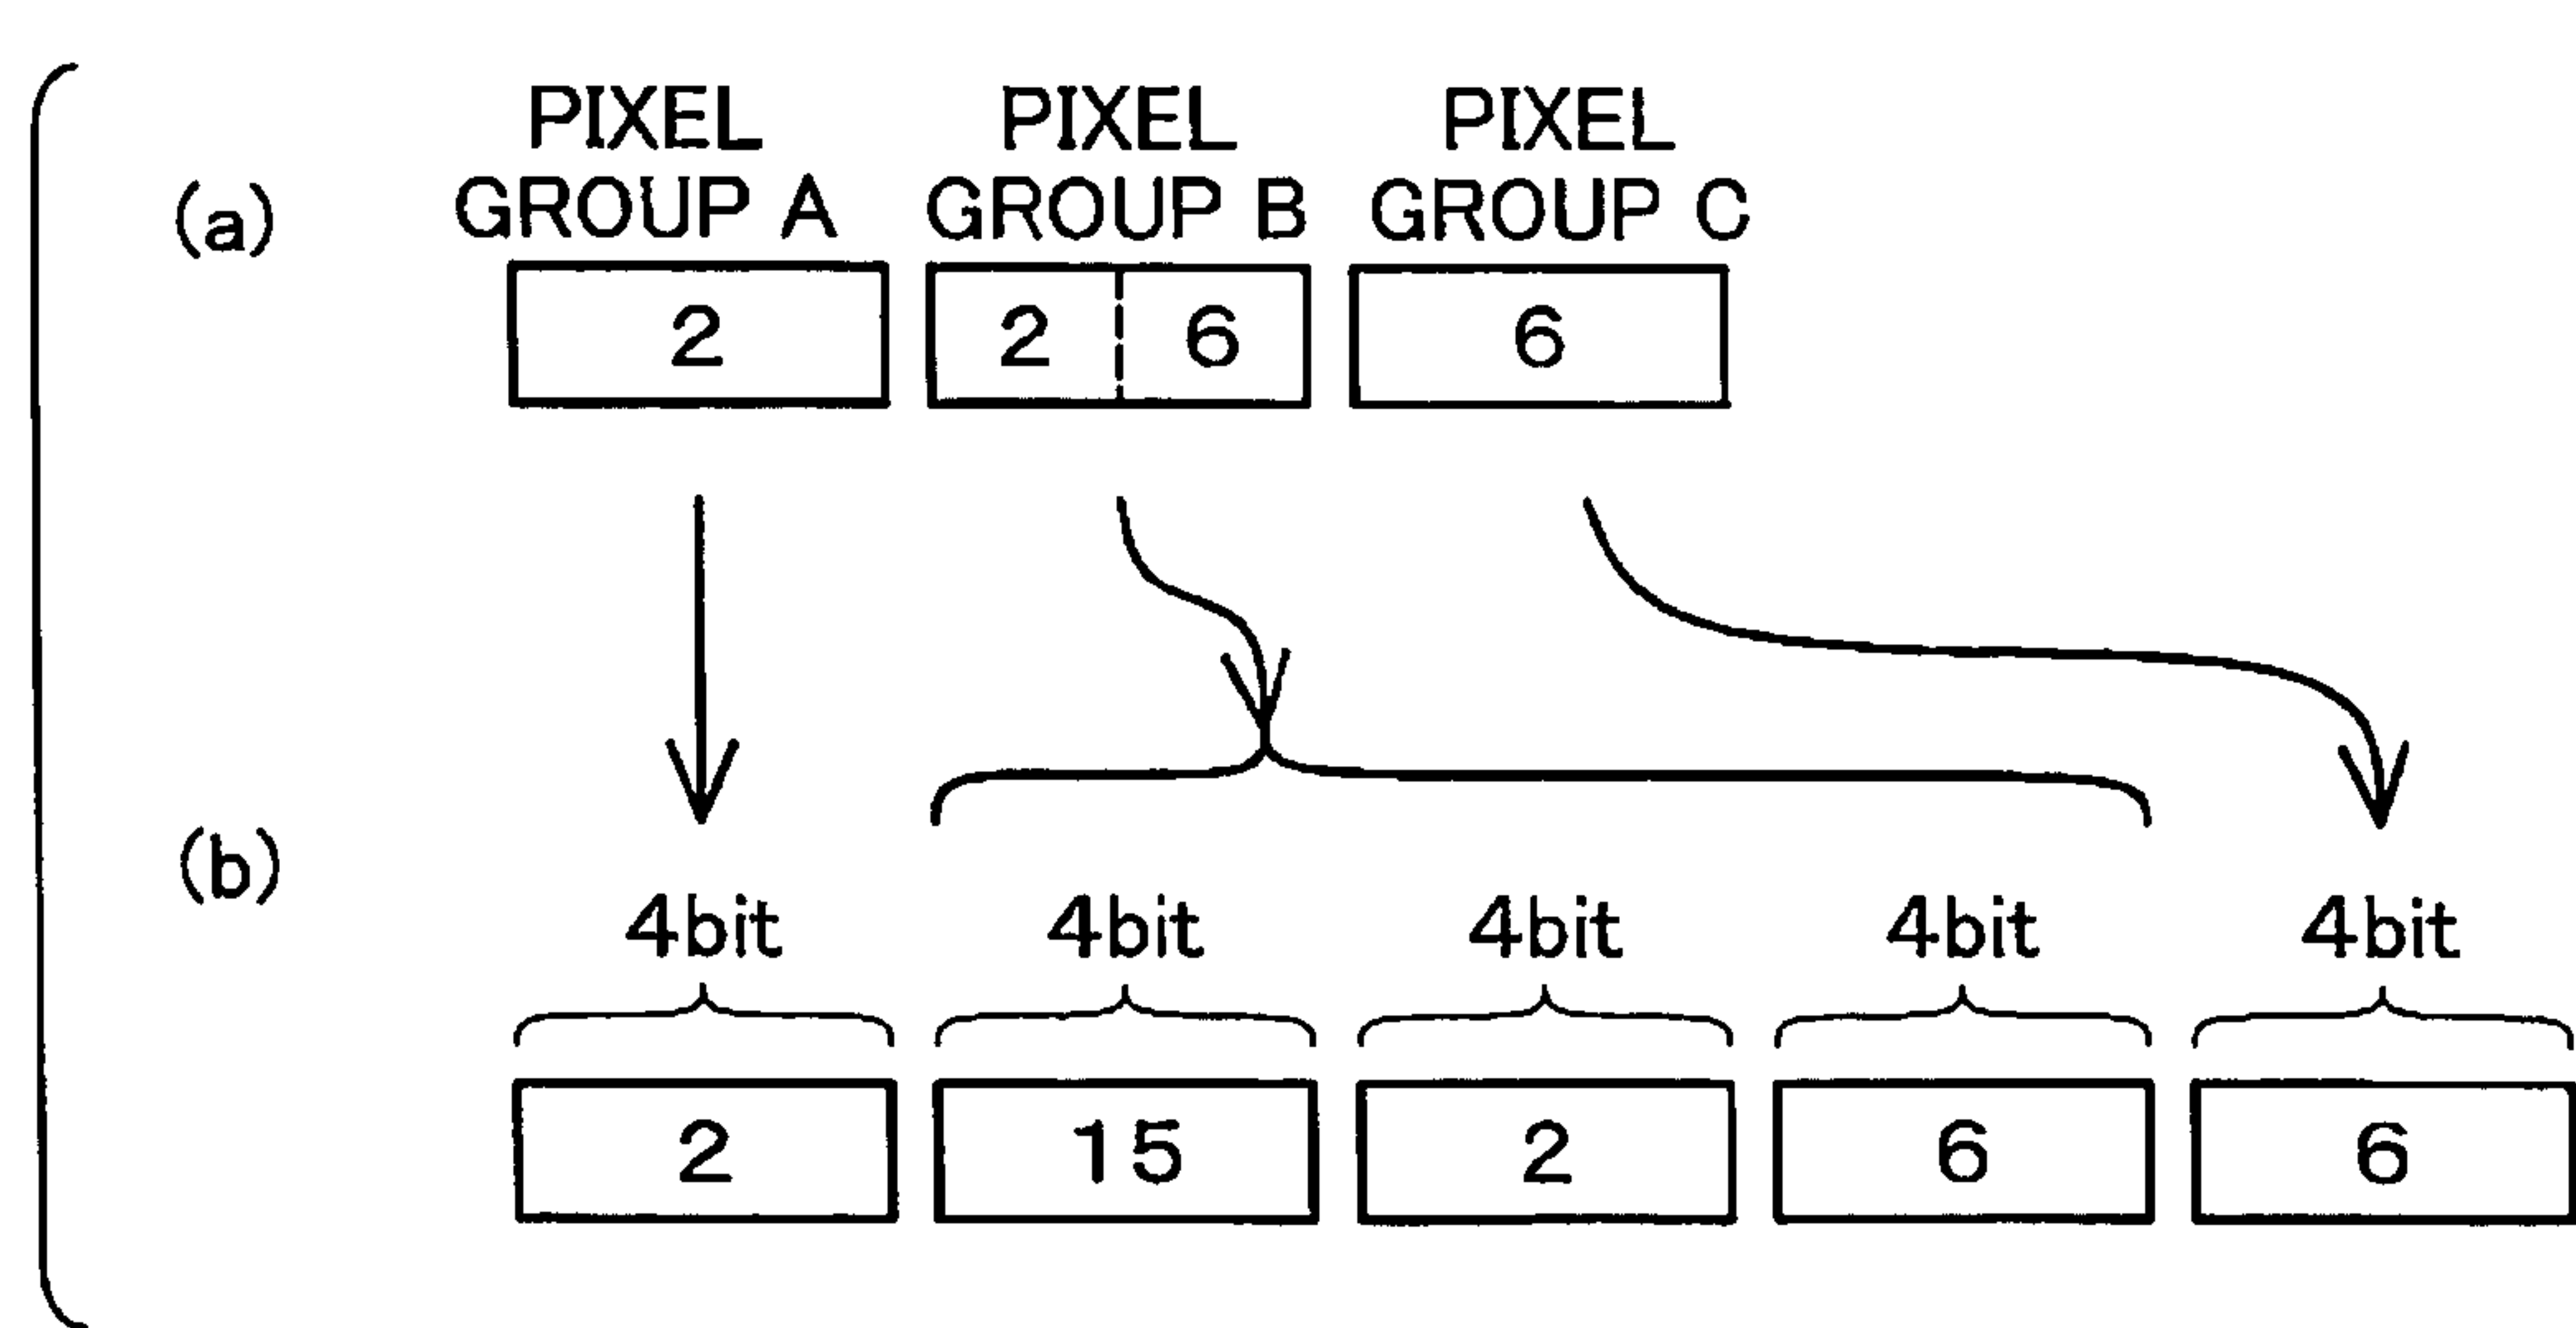 (a)
PIXEL GROUP A
PIXEL GROUP B
PIXEL GROUP C
2
2 6
6
(b)
4bit 4bit 4bit 4bit 4bit
2 15 2 6 6